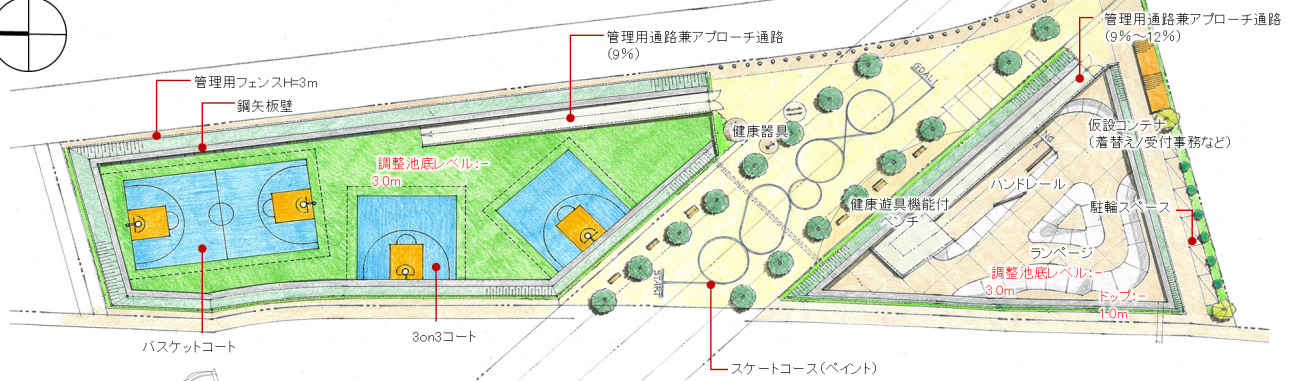 管理用通路兼アプローチ通路
(9%～12%)
管理用通路兼アプローチ通路
(9%)
管理用フェンスH=3m
鋼矢板壁
GOAL!
健康器具
仮設コンテナ
(着替え/受付事務など)
調整池底レベル:-
3.0m
ハンドレール
健康遊具機能付
ベンチ
駐輪スペース
ランページ
調整池底レベル:-
3.0m
START
トップ:-
1.0m
3on3コート
バスケットコート
スケートコース(ペイント)